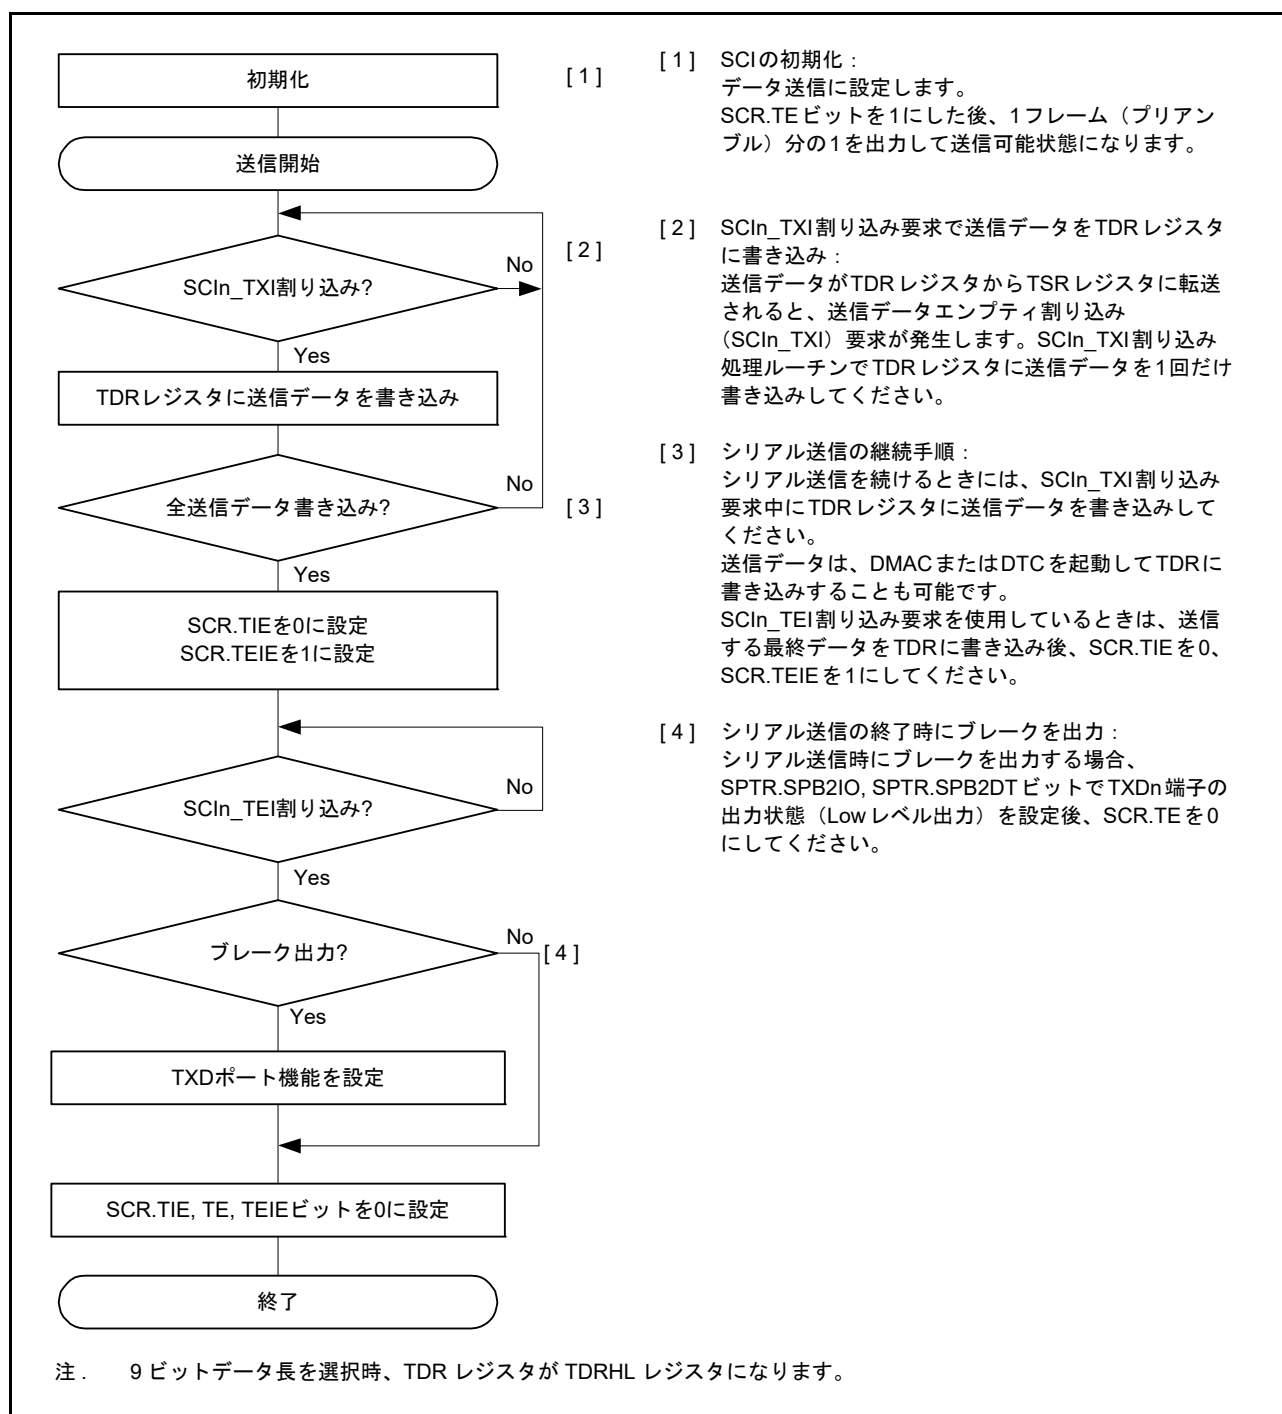 初期化
[1]
送信開始
SCIn_TXI割り込み?
No
[2]
Yes
TDRレジスタに送信データを書き込み
全送信データ書き込み?
No
[3]
Yes
SCR.TIEを0に設定
SCR.TEIEを1に設定
SCIn_TEI割り込み?
No
Yes
ブレーク出力?
No
[4]
Yes
TXDポート機能を設定
SCR.TIE, TE, TEIEビットを0に設定
終了
[1] SCIの初期化:
データ送信に設定します。
SCR.TEビットを1にした後、1フレーム(プリアン
ブル)分の1を出力して送信可能状態になります。
[2] SCIn_TXI割り込み要求で送信データをTDRレジスタ
に書き込み:
送信データがTDRレジスタからTSRレジスタに転送
されると、送信データエンプティ割り込み
(SCIn_TXI)要求が発生します。SCIn_TXI割り込み
処理ルーチンでTDRレジスタに送信データを1回だけ
書き込みしてください。
[3] シリアル送信の継続手順:
シリアル送信を続けるときには、SCIn_TXI割り込み
要求中にTDRレジスタに送信データを書き込みして
ください。
送信データは、DMACまたはDTCを起動してTDRに
書き込みすることも可能です。
SCIn_TEI割り込み要求を使用しているときは、送信
する最終データをTDRに書き込み後、SCR.TIEを0、
SCR.TEIEを1にしてください。
[4] シリアル送信の終了時にブレークを出力:
シリアル送信時にブレークを出力する場合、
SPTR.SPB2IO, SPTR.SPB2DTビットでTXDn端子の
出力状態(Lowレベル出力)を設定後、SCR.TEを0
にしてください。
注. 9ビットデータ長を選択時、TDR レジスタが TDRHL レジスタになります。